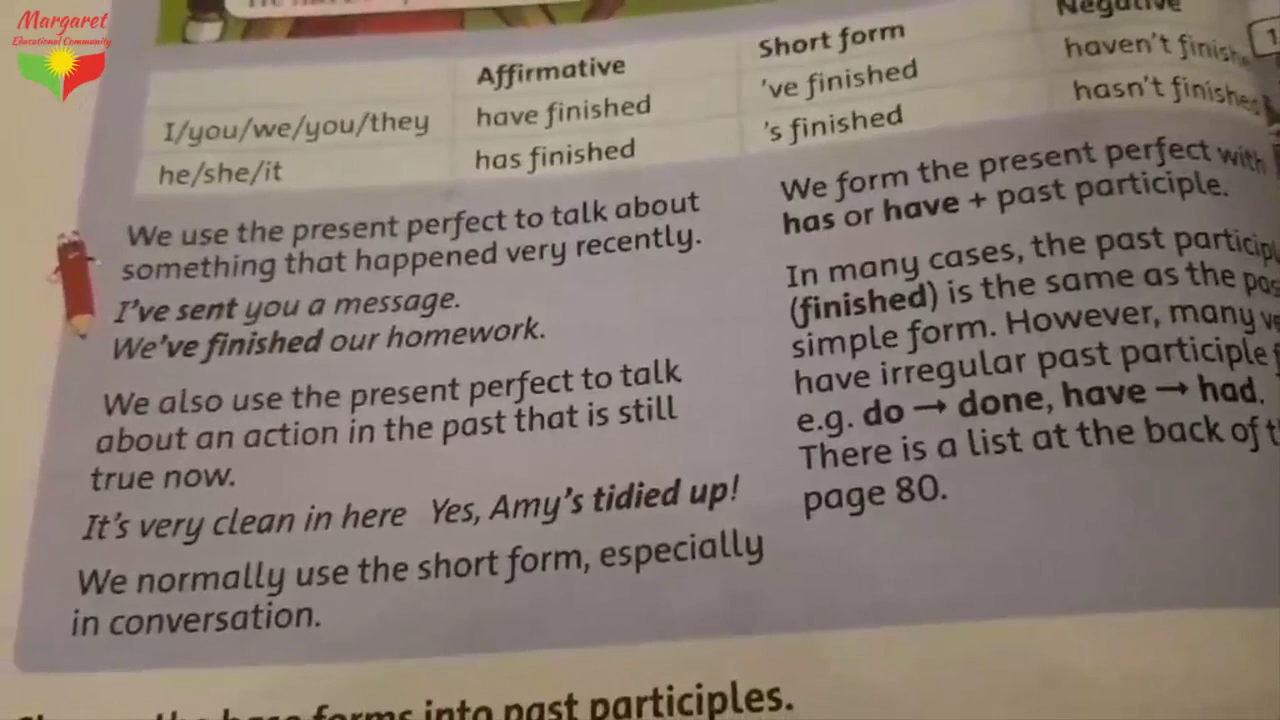 Margaret
Educational Community
Affirmative Short form Negative
I/you/we/you/they have finished 've finished haven't
he/she/it has finished 's finished hasn't finished
We use the present perfect to talk about
something that happened very recently.
I've sent you a message.
We've finished our homework.
We also use the present perfect to talk
about an action in the past that is still
true now.
It's very clean in here Yes, Amy's tidied up!
We normally use the short form, especially
in conversation.
We form the present perfect with
has or have + past participle.
In many cases, the past
(finished) is the same as the
simple form. However, many
have irregular past participle
e.g. do → done, have → had.
There is a list at the back of
page 80.
forms into past participles.